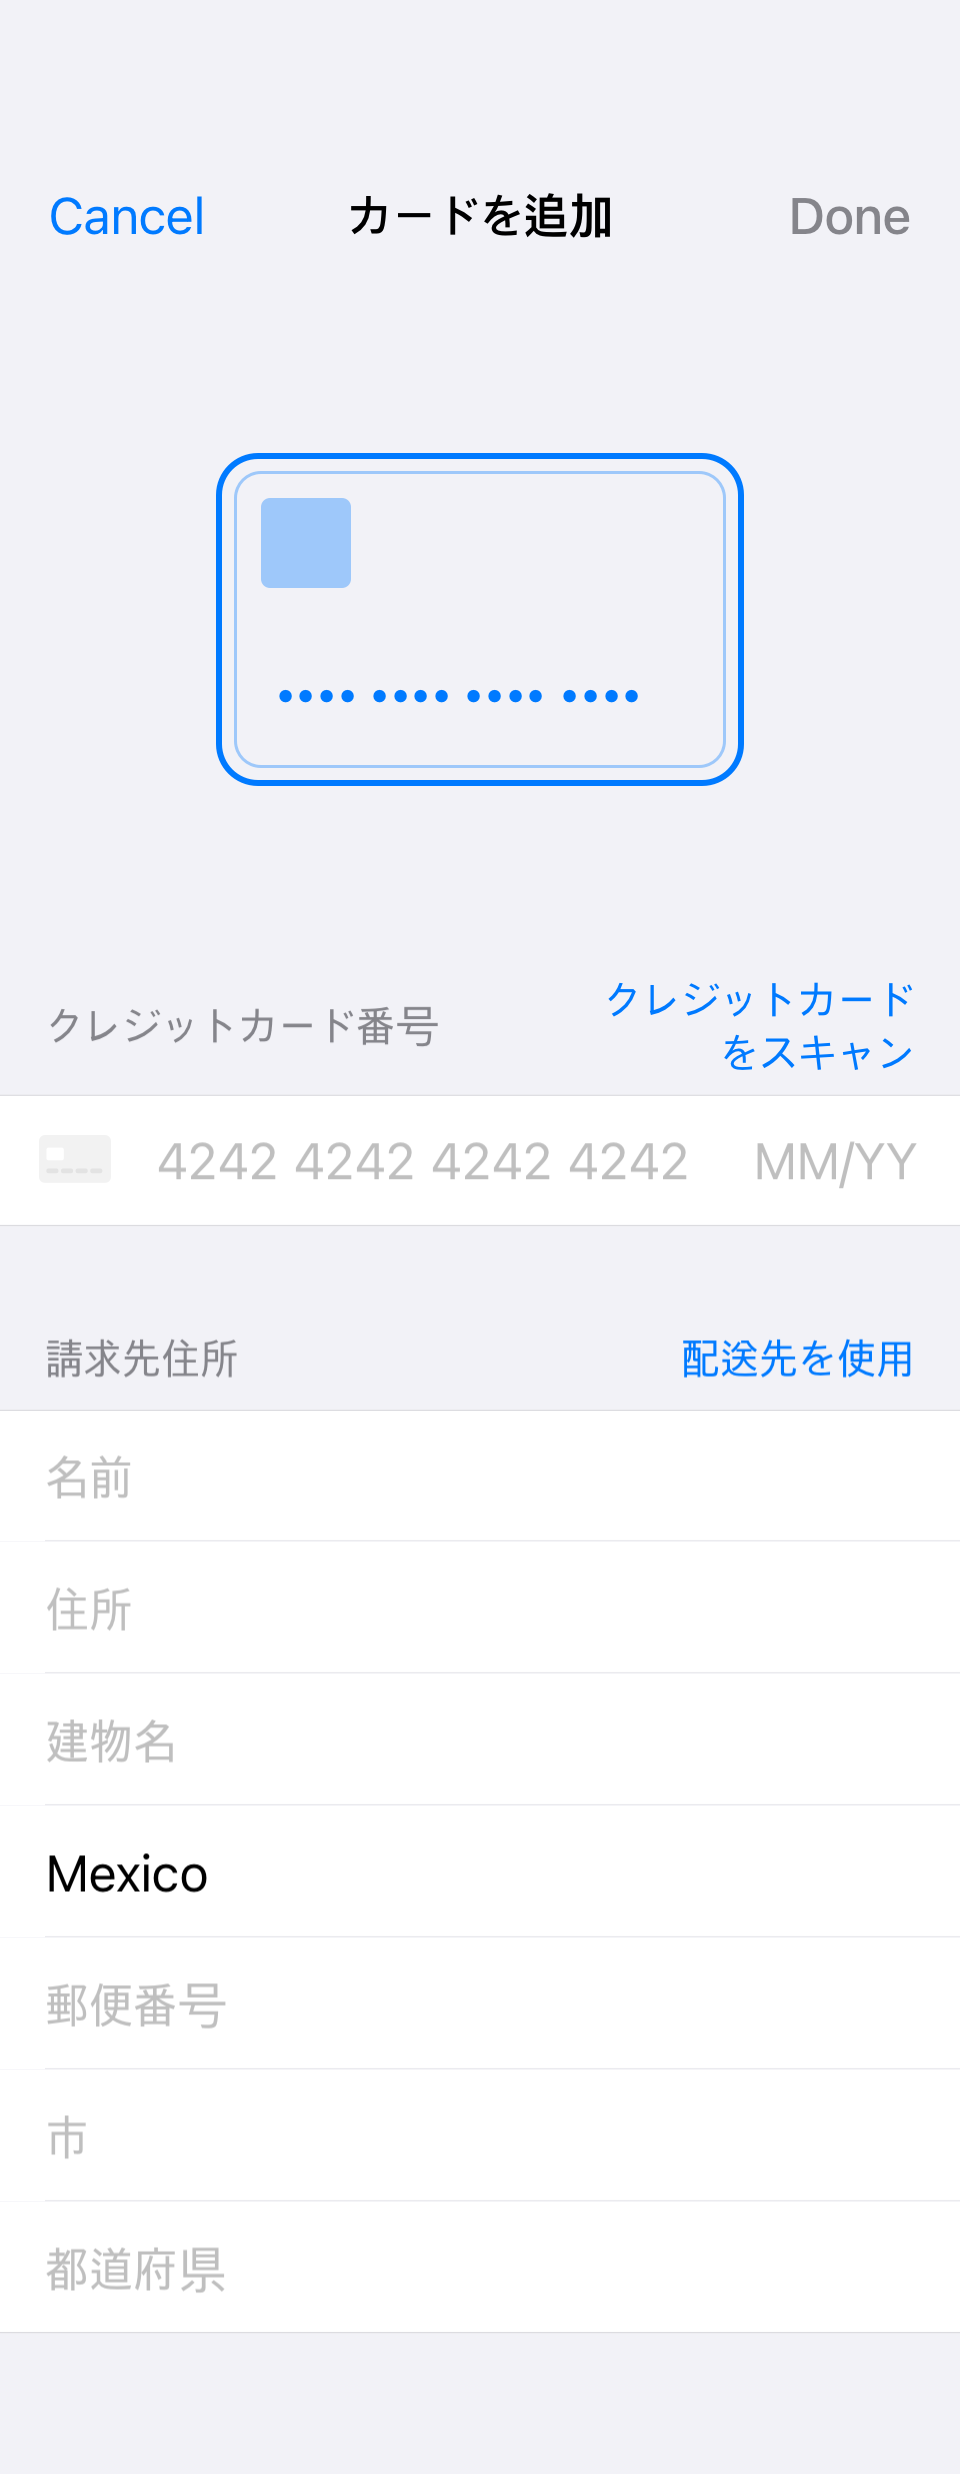 Cancel
カードを追加
Done
•••• •••• •••• ••••
クレジットカード番号
クレジットカード
をスキャン
4242 4242 4242 4242
MM/YY
請求先住所
配送先を使用
名前
住所
建物名
Mexico
郵便番号
市
都道府県